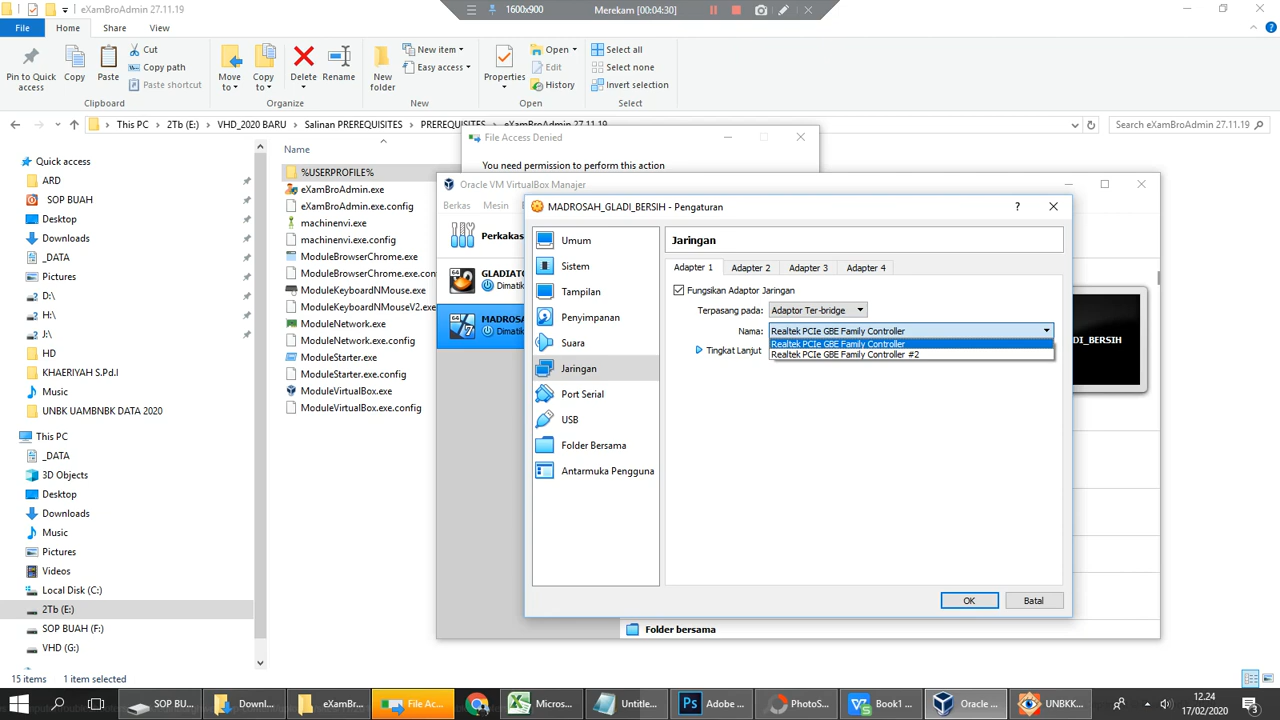 eXamBroAdmin 27.11.19
1600x900
Merekam [00:04:30]
File
Home
Share
View
Pin to Quick access
Copy
Paste
Cut
Copy path
Paste shortcut
Clipboard
Move to
Copy to
Delete
Rename
Organize
New folder
New item
Easy access
New
Properties
Open
Edit
History
Open
Select all
Select none
Invert selection
Select
This PC
2Tb (E:)
VHD_2020 BARU
Salinan PREREQUISITES
PREREQUISITES
eXamBroAdmin 27.11.19
Search eXamBroAdmin 27.11.19
Quick access
ARD
SOP BUAH
Desktop
Downloads
_DATA
Pictures
D:\
H:\
J:\
HD
KHAERIYAH S.Pd.I
Music
UNBK UAMBNBK DATA 2020
This PC
_DATA
3D Objects
Desktop
Downloads
Music
Pictures
Videos
Local Disk (C:)
2Tb (E:)
SOP BUAH (F:)
VHD (G:)
15 items
1 item selected
Name
%USERPROFILE%
eXamBroAdmin.exe
eXamBroAdmin.exe.config
machinenvi.exe
machinenvi.exe.config
ModuleBrowserChrome.exe
ModuleBrowserChrome.exe.con
ModuleKeyboardNMouse.exe
ModuleKeyboardNMouseV2.exe
ModuleNetwork.exe
ModuleNetwork.exe.config
ModuleStarter.exe
ModuleStarter.exe.config
ModuleVirtualBox.exe
ModuleVirtualBox.exe.config
File Access Denied
You need permission to perform this action
Oracle VM VirtualBox Manajer
Berkas
Mesin
Perkakas
GLADIATO
Dimatik
MADROSA
Dimatik
DI_BERSIH
Folder bersama
MADROSAH_GLADI_BERSIH - Pengaturan
?
Umum
Sistem
Tampilan
Penyimpanan
Suara
Jaringan
Port Serial
USB
Folder Bersama
Antarmuka Pengguna
Jaringan
Adapter 1
Adapter 2
Adapter 3
Adapter 4
Fungsikan Adaptor Jaringan
Terpasang pada:
Adaptor Ter-bridge
Nama:
Realtek PCIe GBE Family Controller
Realtek PCIe GBE Family Controller
Realtek PCIe GBE Family Controller #2
Tingkat Lanjut
OK
Batal
SOP BU...
Downl...
eXamBr...
File Ac...
Micros...
Untitle...
Adobe ...
PhotoS...
Book1 ...
Oracle ...
UNBKK...
12.24
17/02/2020